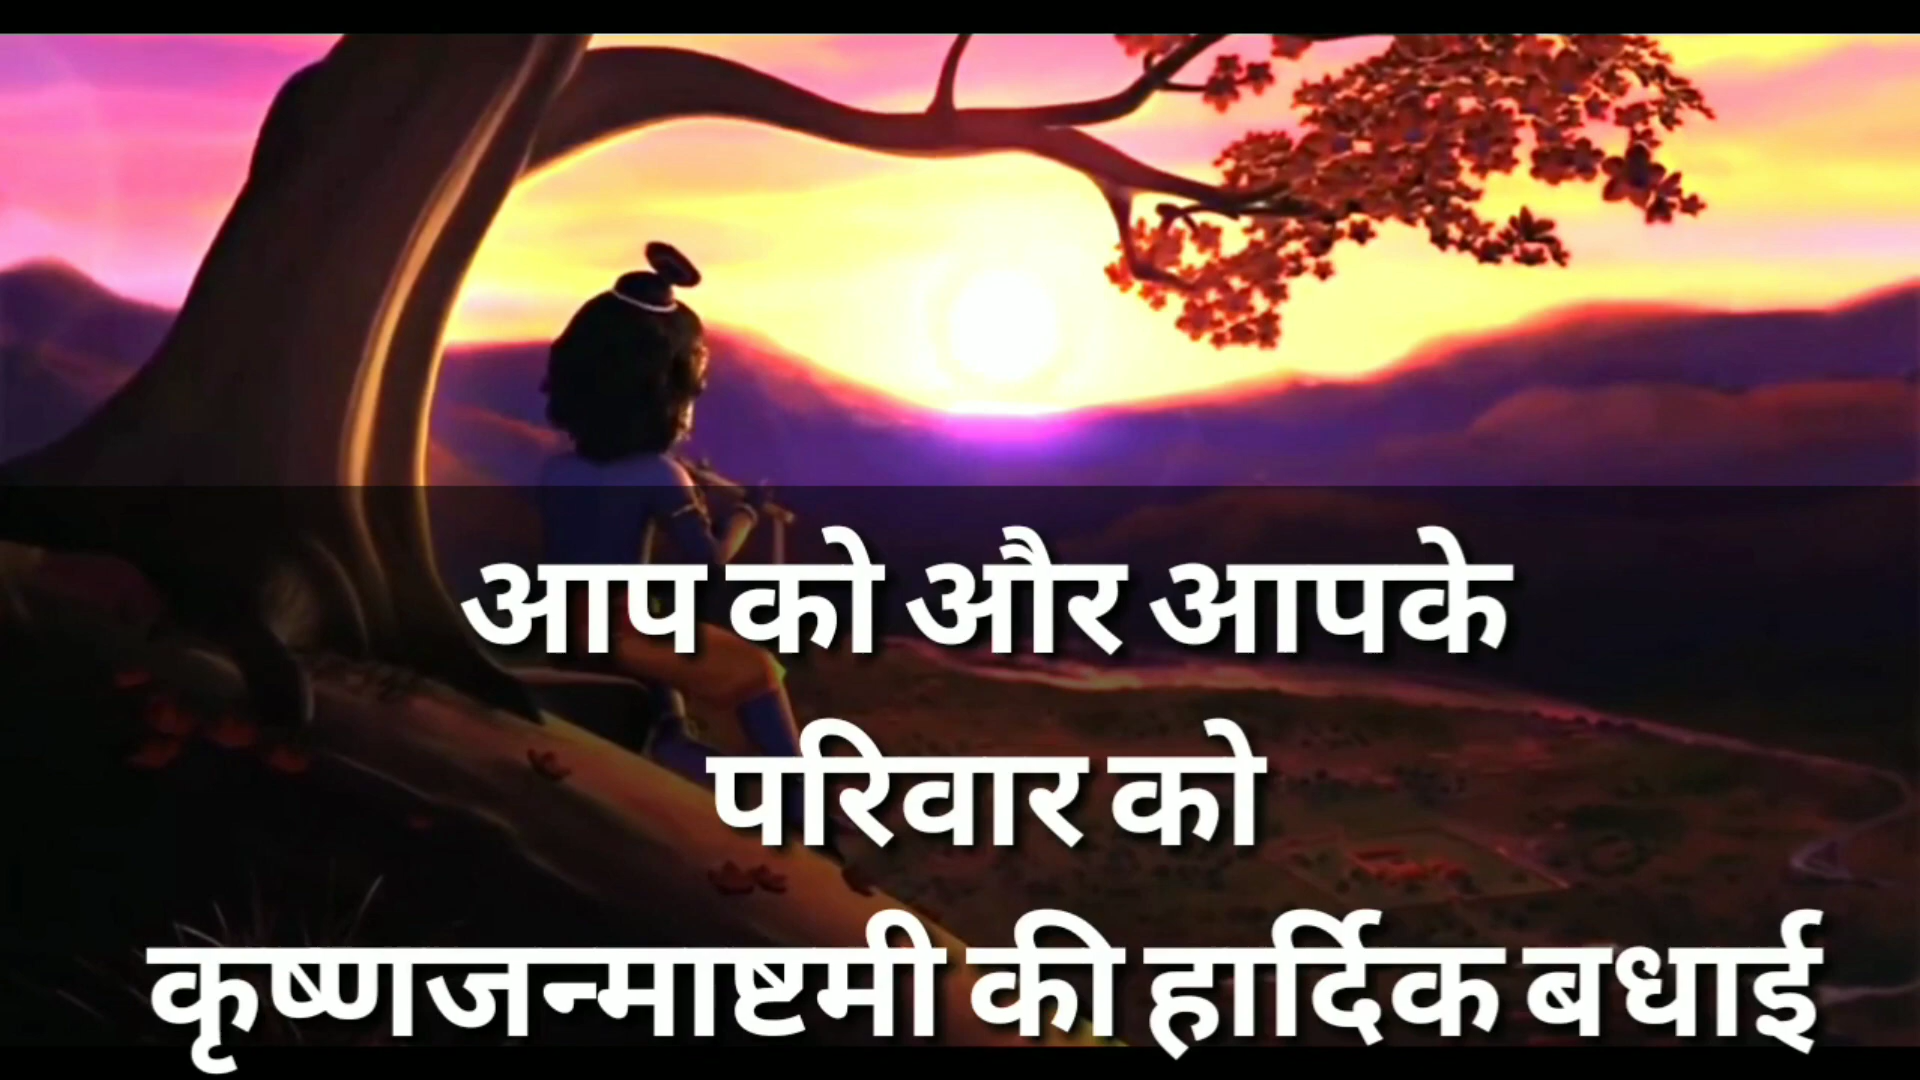 आप को और आपके
परिवार को
कृष्णजन्माष्टमी की हार्दिक बधाई